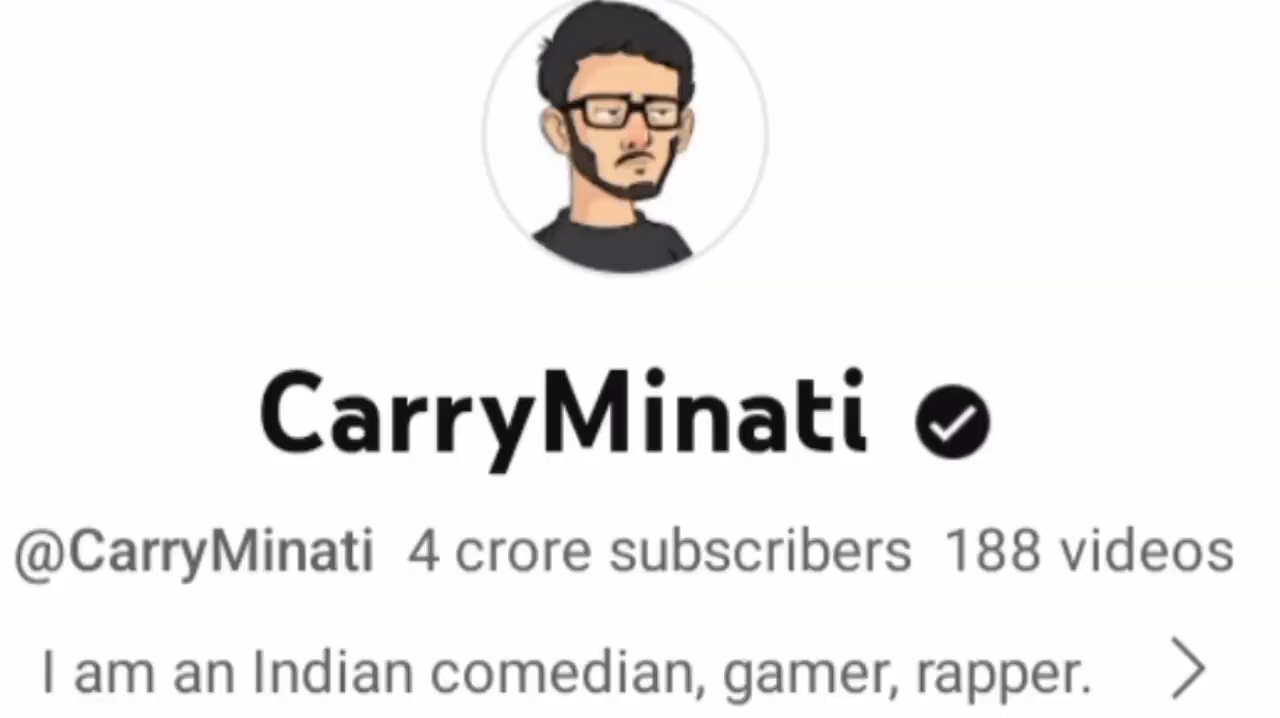 CarryMinati
@CarryMinati 4 crore subscribers 188 videos
I am an Indian comedian, gamer, rapper.